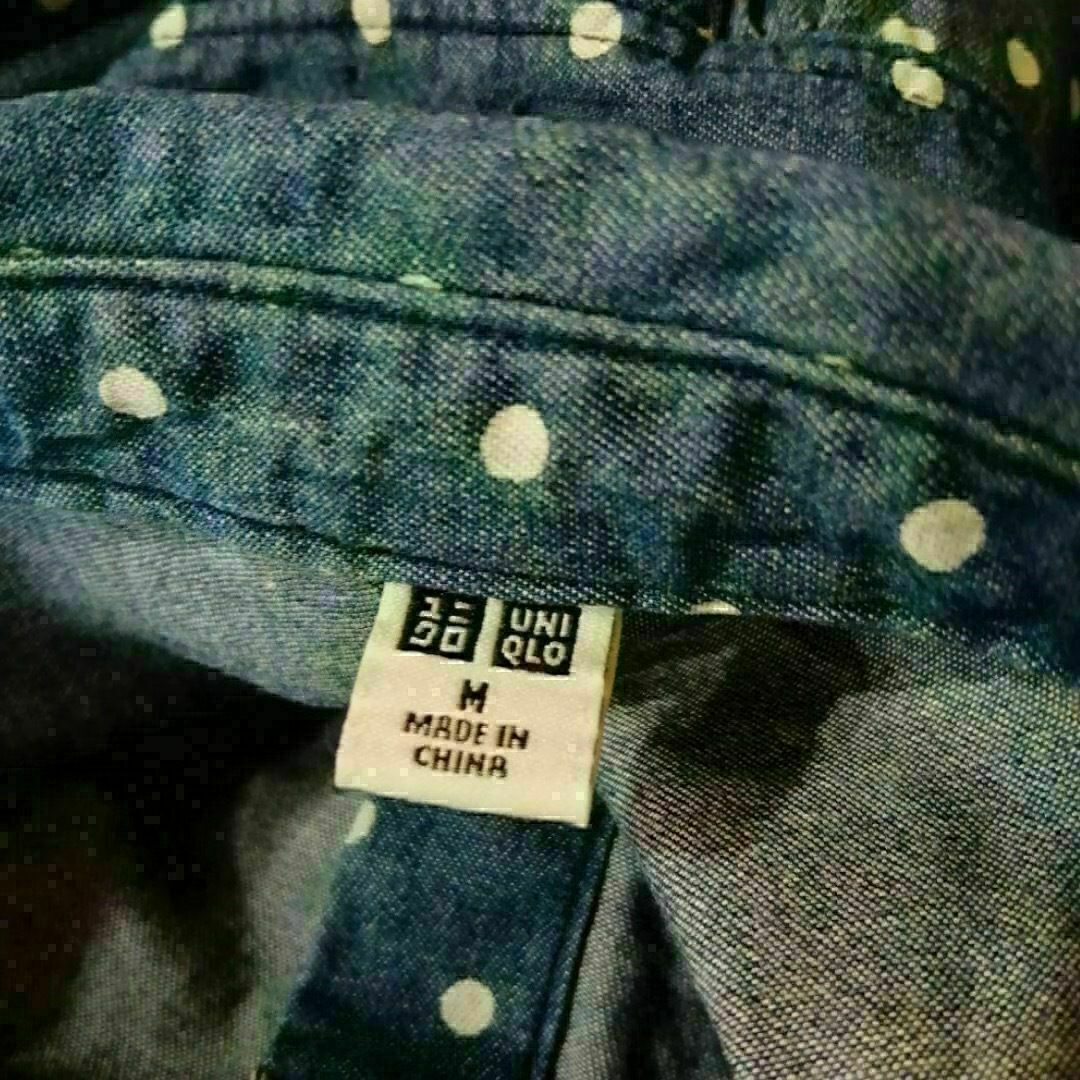 ユニ UNI
クロ QLO
M
MADE IN
CHINA